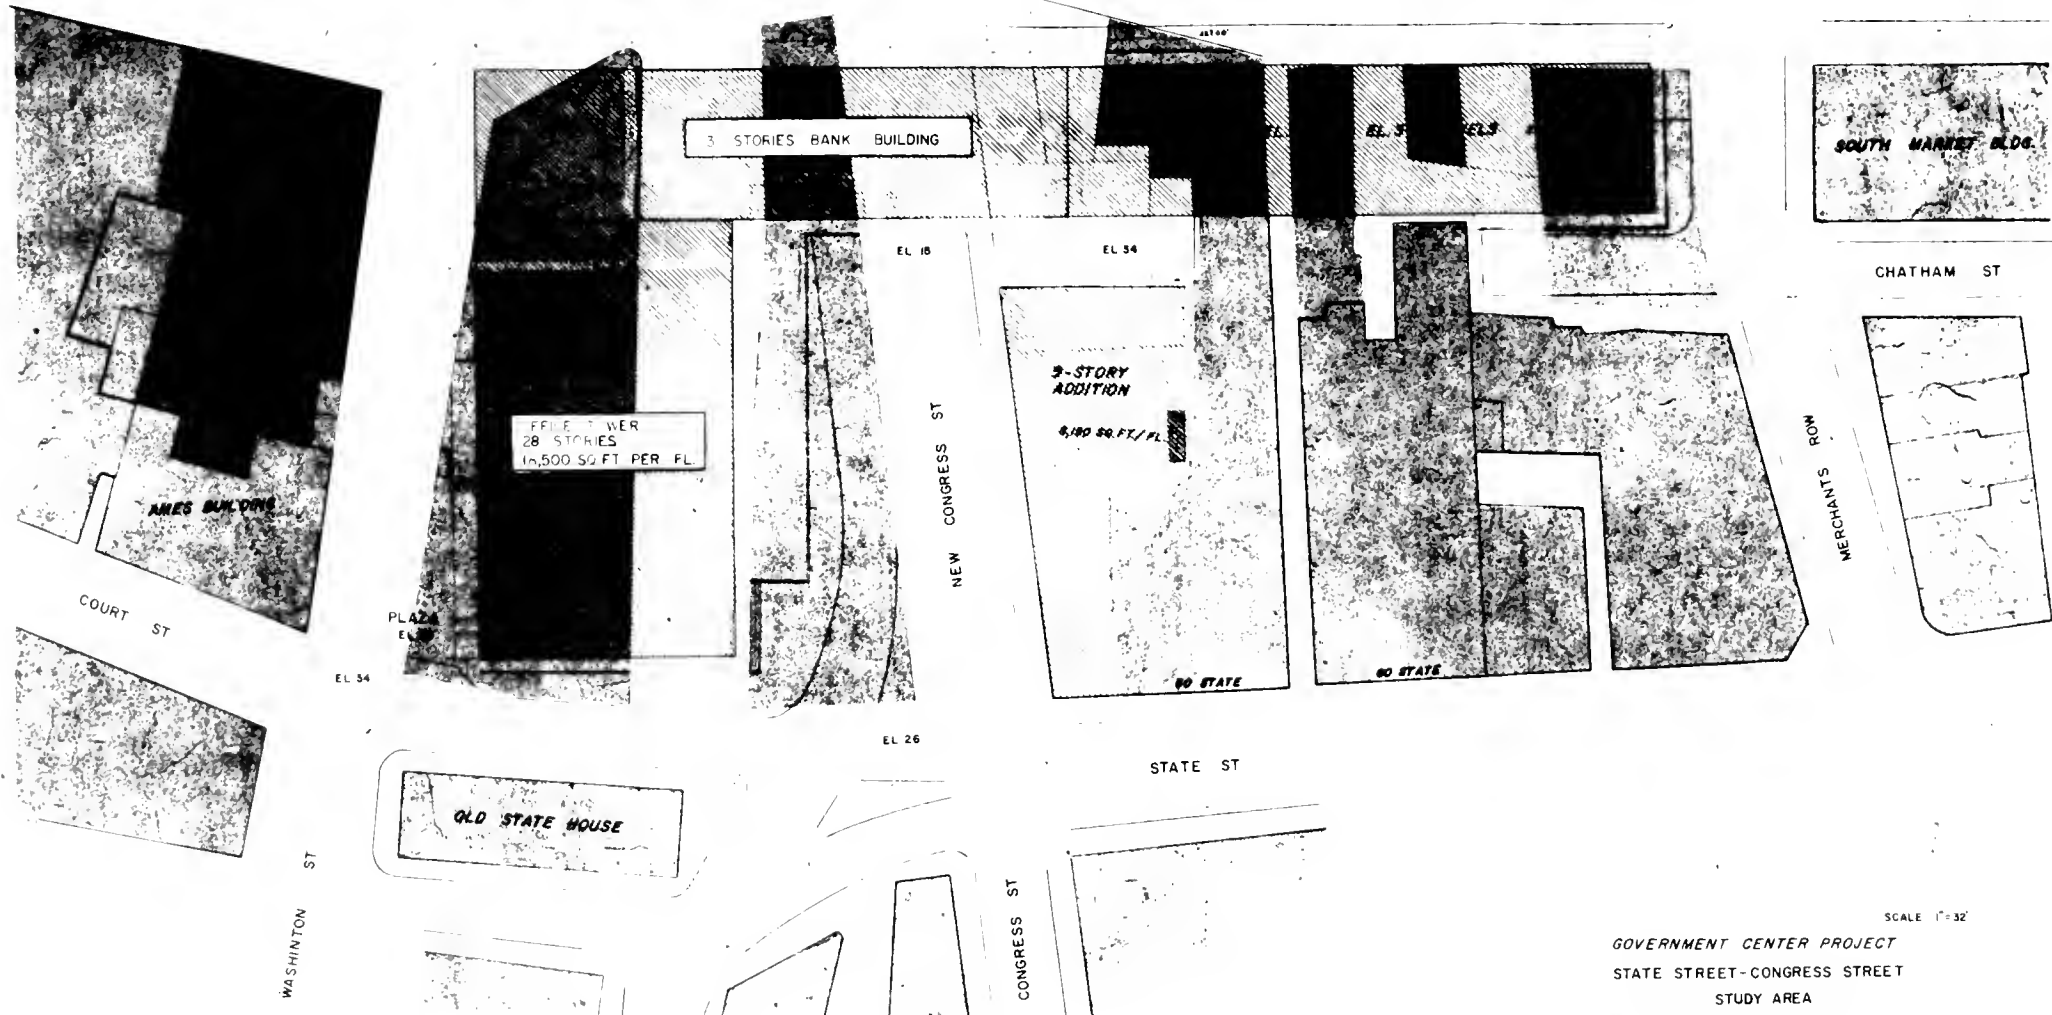 3 STORIES BANK BUILDING
SOUTH MARKET BLDG.
EL 18
EL 34
CHATHAM ST
9-STORY
ADDITION
SQ.FT./FL.
28 STORIES
SQ FT PER FL.
NEW CONGRESS ST
MERCHANTS ROW
AMES BUILDING
COURT ST
PLAZA
EL 34
60 STATE
EL 26
STATE ST
OLD STATE HOUSE
WASHINTON ST
CONGRESS ST
SCALE 1"=32'
GOVERNMENT CENTER PROJECT
STATE STREET-CONGRESS STREET
STUDY AREA